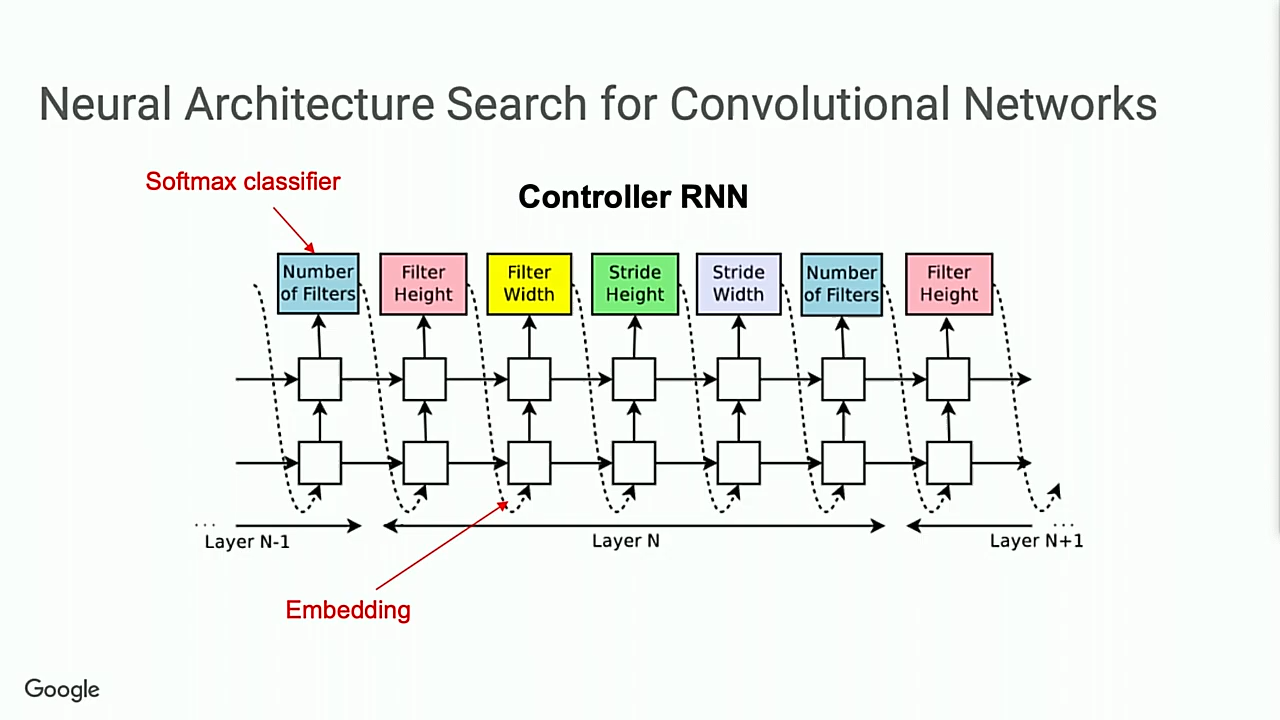 Neural Architecture Search for Convolutional Networks
Softmax classifier
Controller RNN
Number
of Filters
Filter
Height
Filter
Width
Stride
Height
Stride
Width
Number
of Filters
Filter
Height
...
Layer N-1
Layer N
...
Layer N+1
Embedding
Google